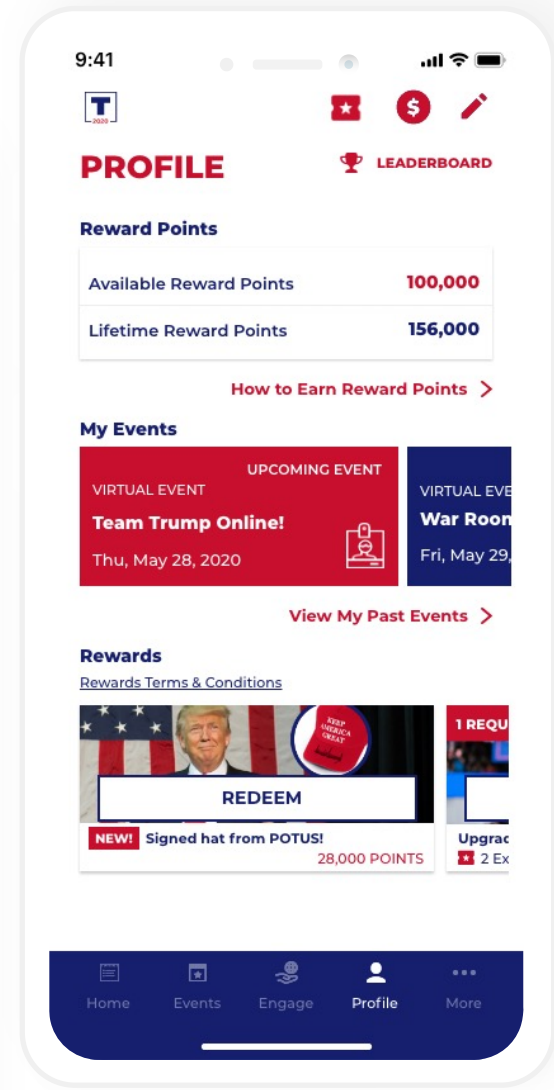 9:41
T
2020
$
PROFILE
LEADERBOARD
Reward Points
Available Reward Points 100,000
Lifetime Reward Points 156,000
How to Earn Reward Points >
My Events
UPCOMING EVENT
VIRTUAL EVENT
Team Trump Online!
Thu, May 28, 2020
VIRTUAL EVE
War Roon
Fri, May 29,
View My Past Events >
Rewards
Rewards Terms & Conditions
KEEP
AMERICA
GREAT
REDEEM
NEW! Signed hat from POTUS!
28,000 POINTS
1 REQU
Upgrad
2 Ex
Home Events Engage Profile More